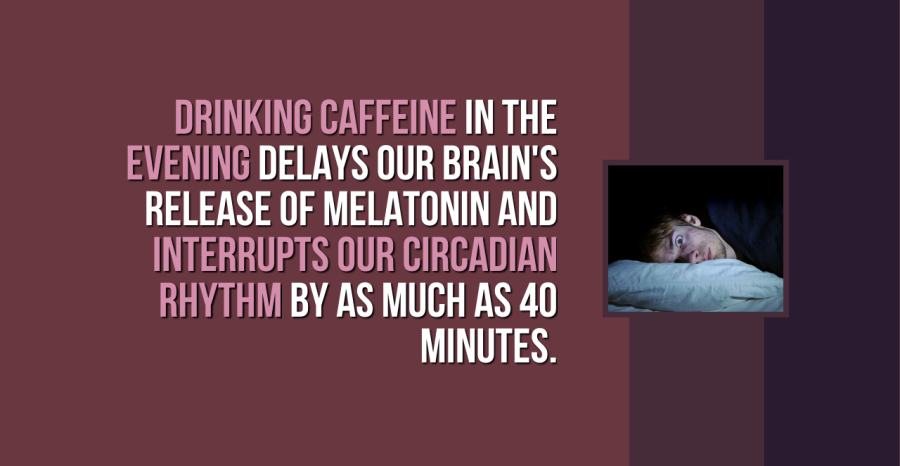 DRINKING CAFFEINE IN THE
EVENING DELAYS OUR BRAIN'S
RELEASE OF MELATONIN AND
INTERRUPTS OUR CIRCADIAN
RHYTHM BY AS MUCH AS 40
MINUTES.